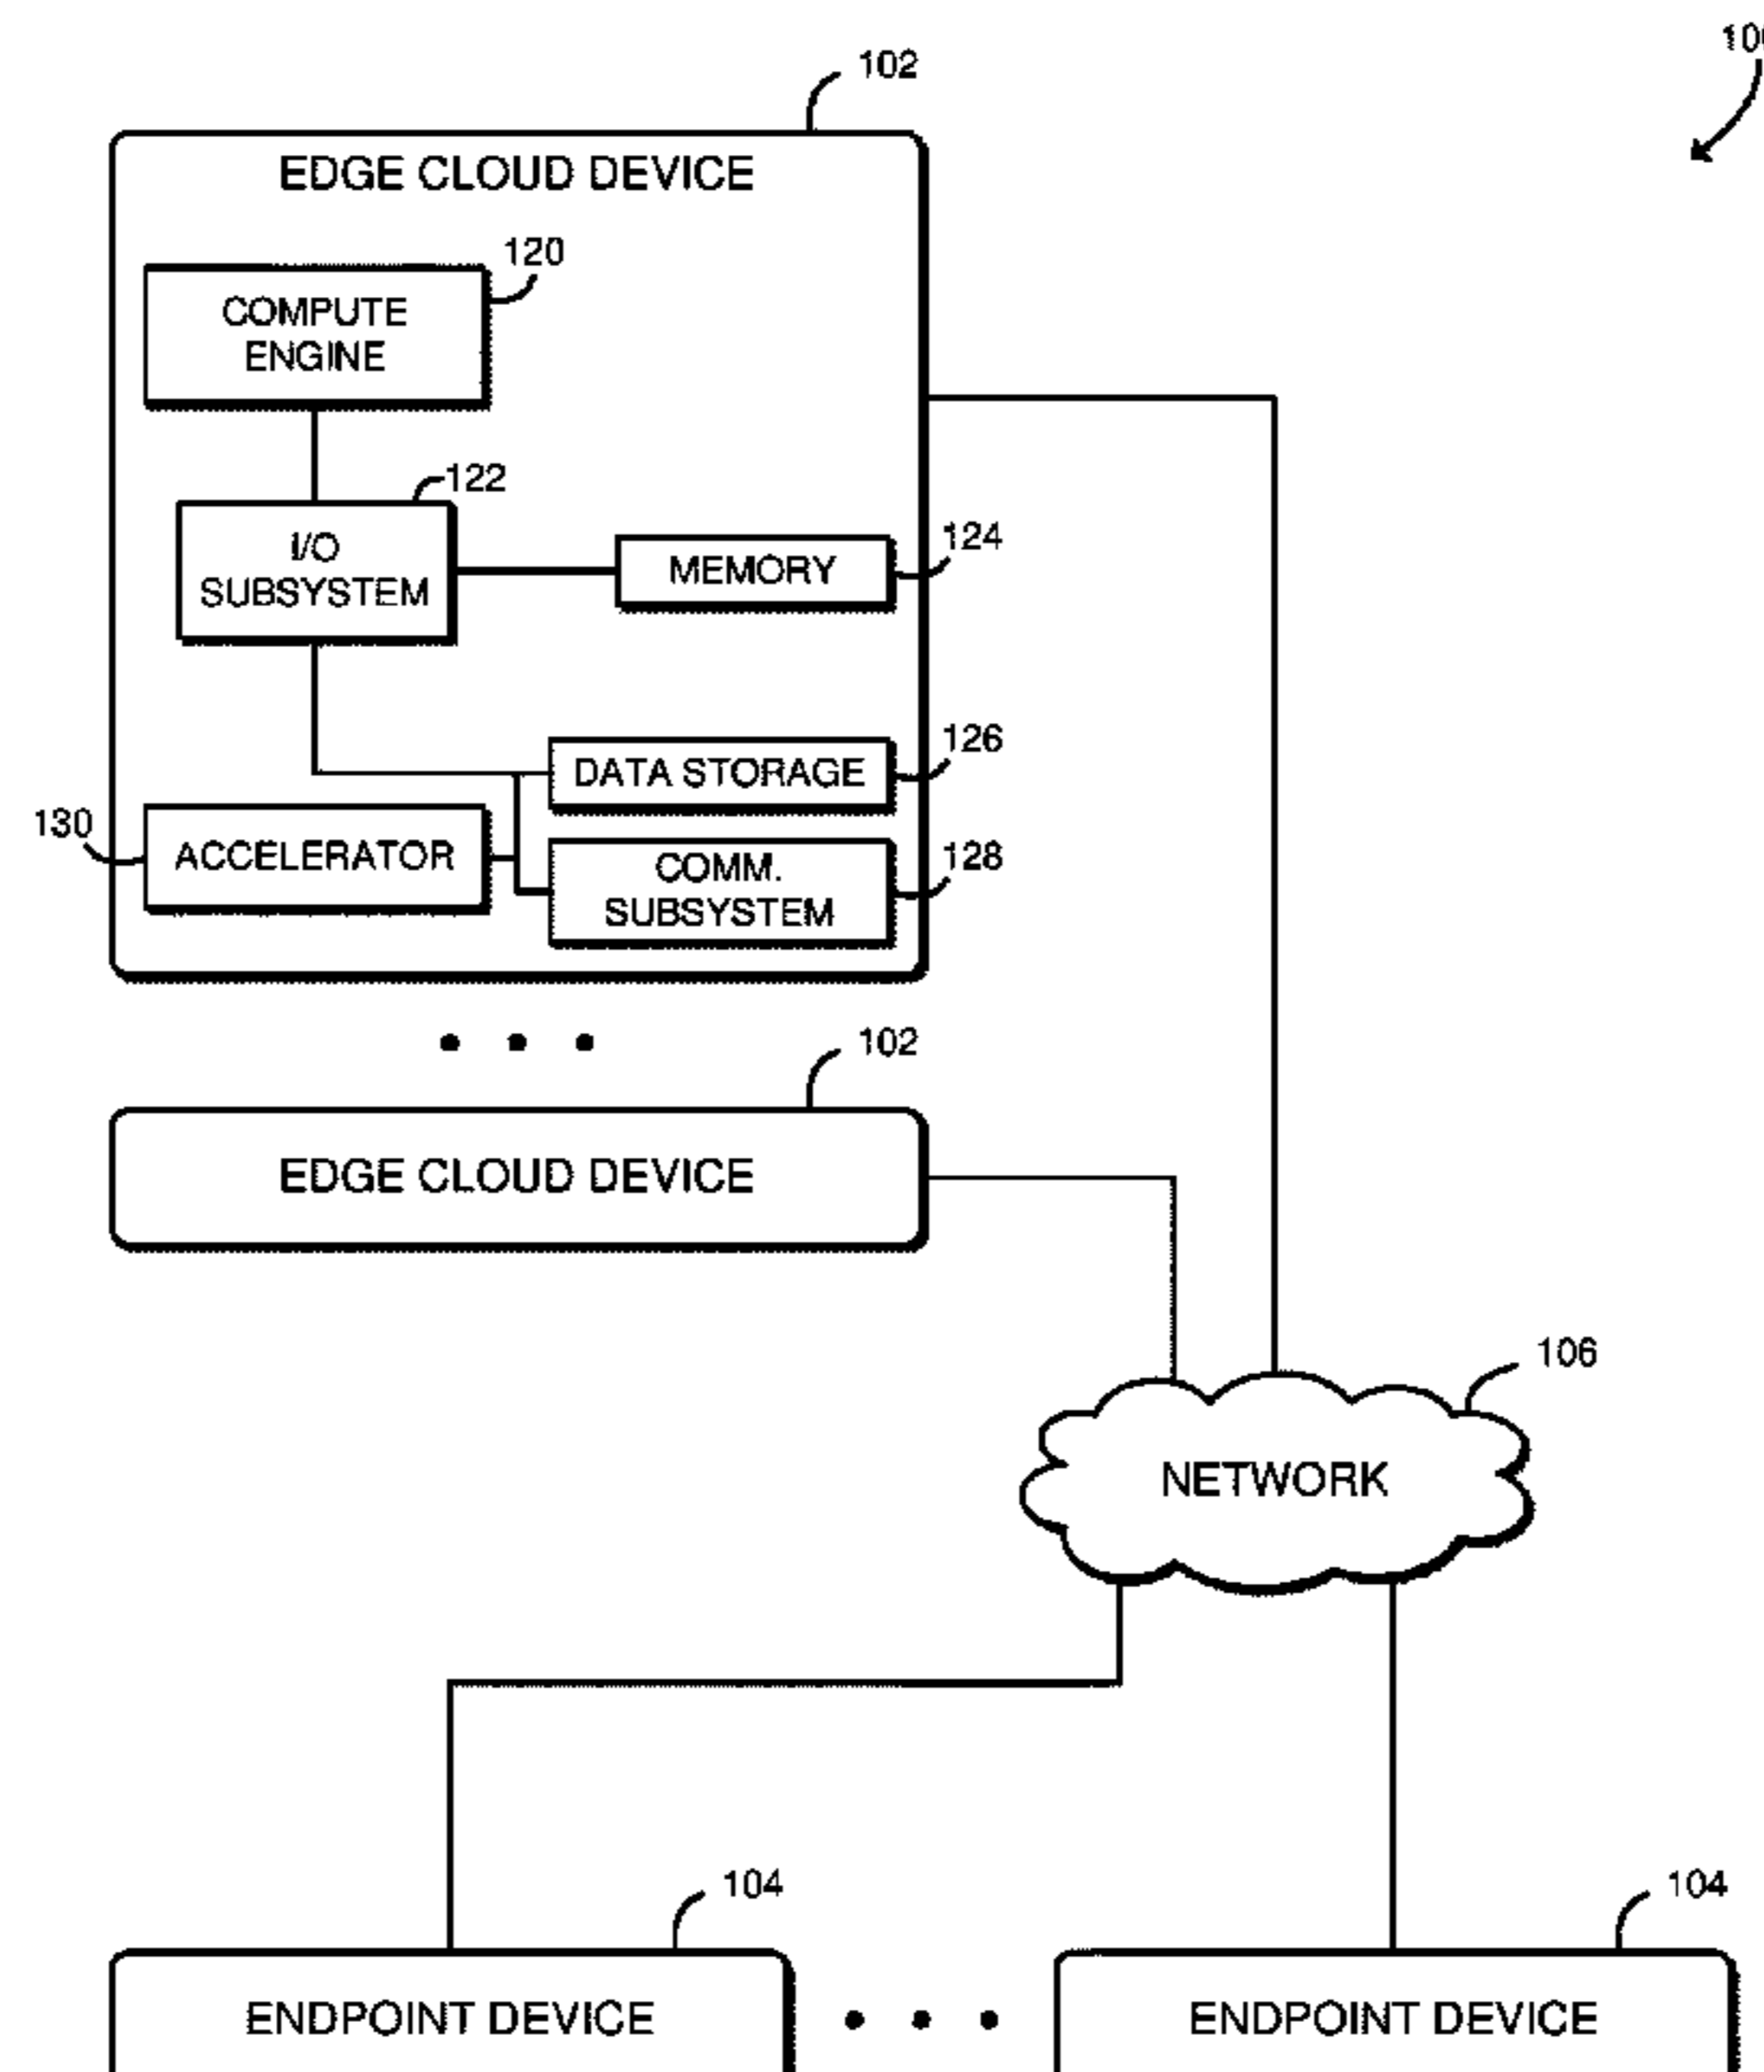 100
102
EDGE CLOUD DEVICE
120
COMPUTE
ENGINE
122
I/O
SUBSYSTEM
124
MEMORY
126
DATA STORAGE
130
ACCELERATOR
128
COMM.
SUBSYSTEM
102
EDGE CLOUD DEVICE
106
NETWORK
104
104
ENDPOINT DEVICE
ENDPOINT DEVICE